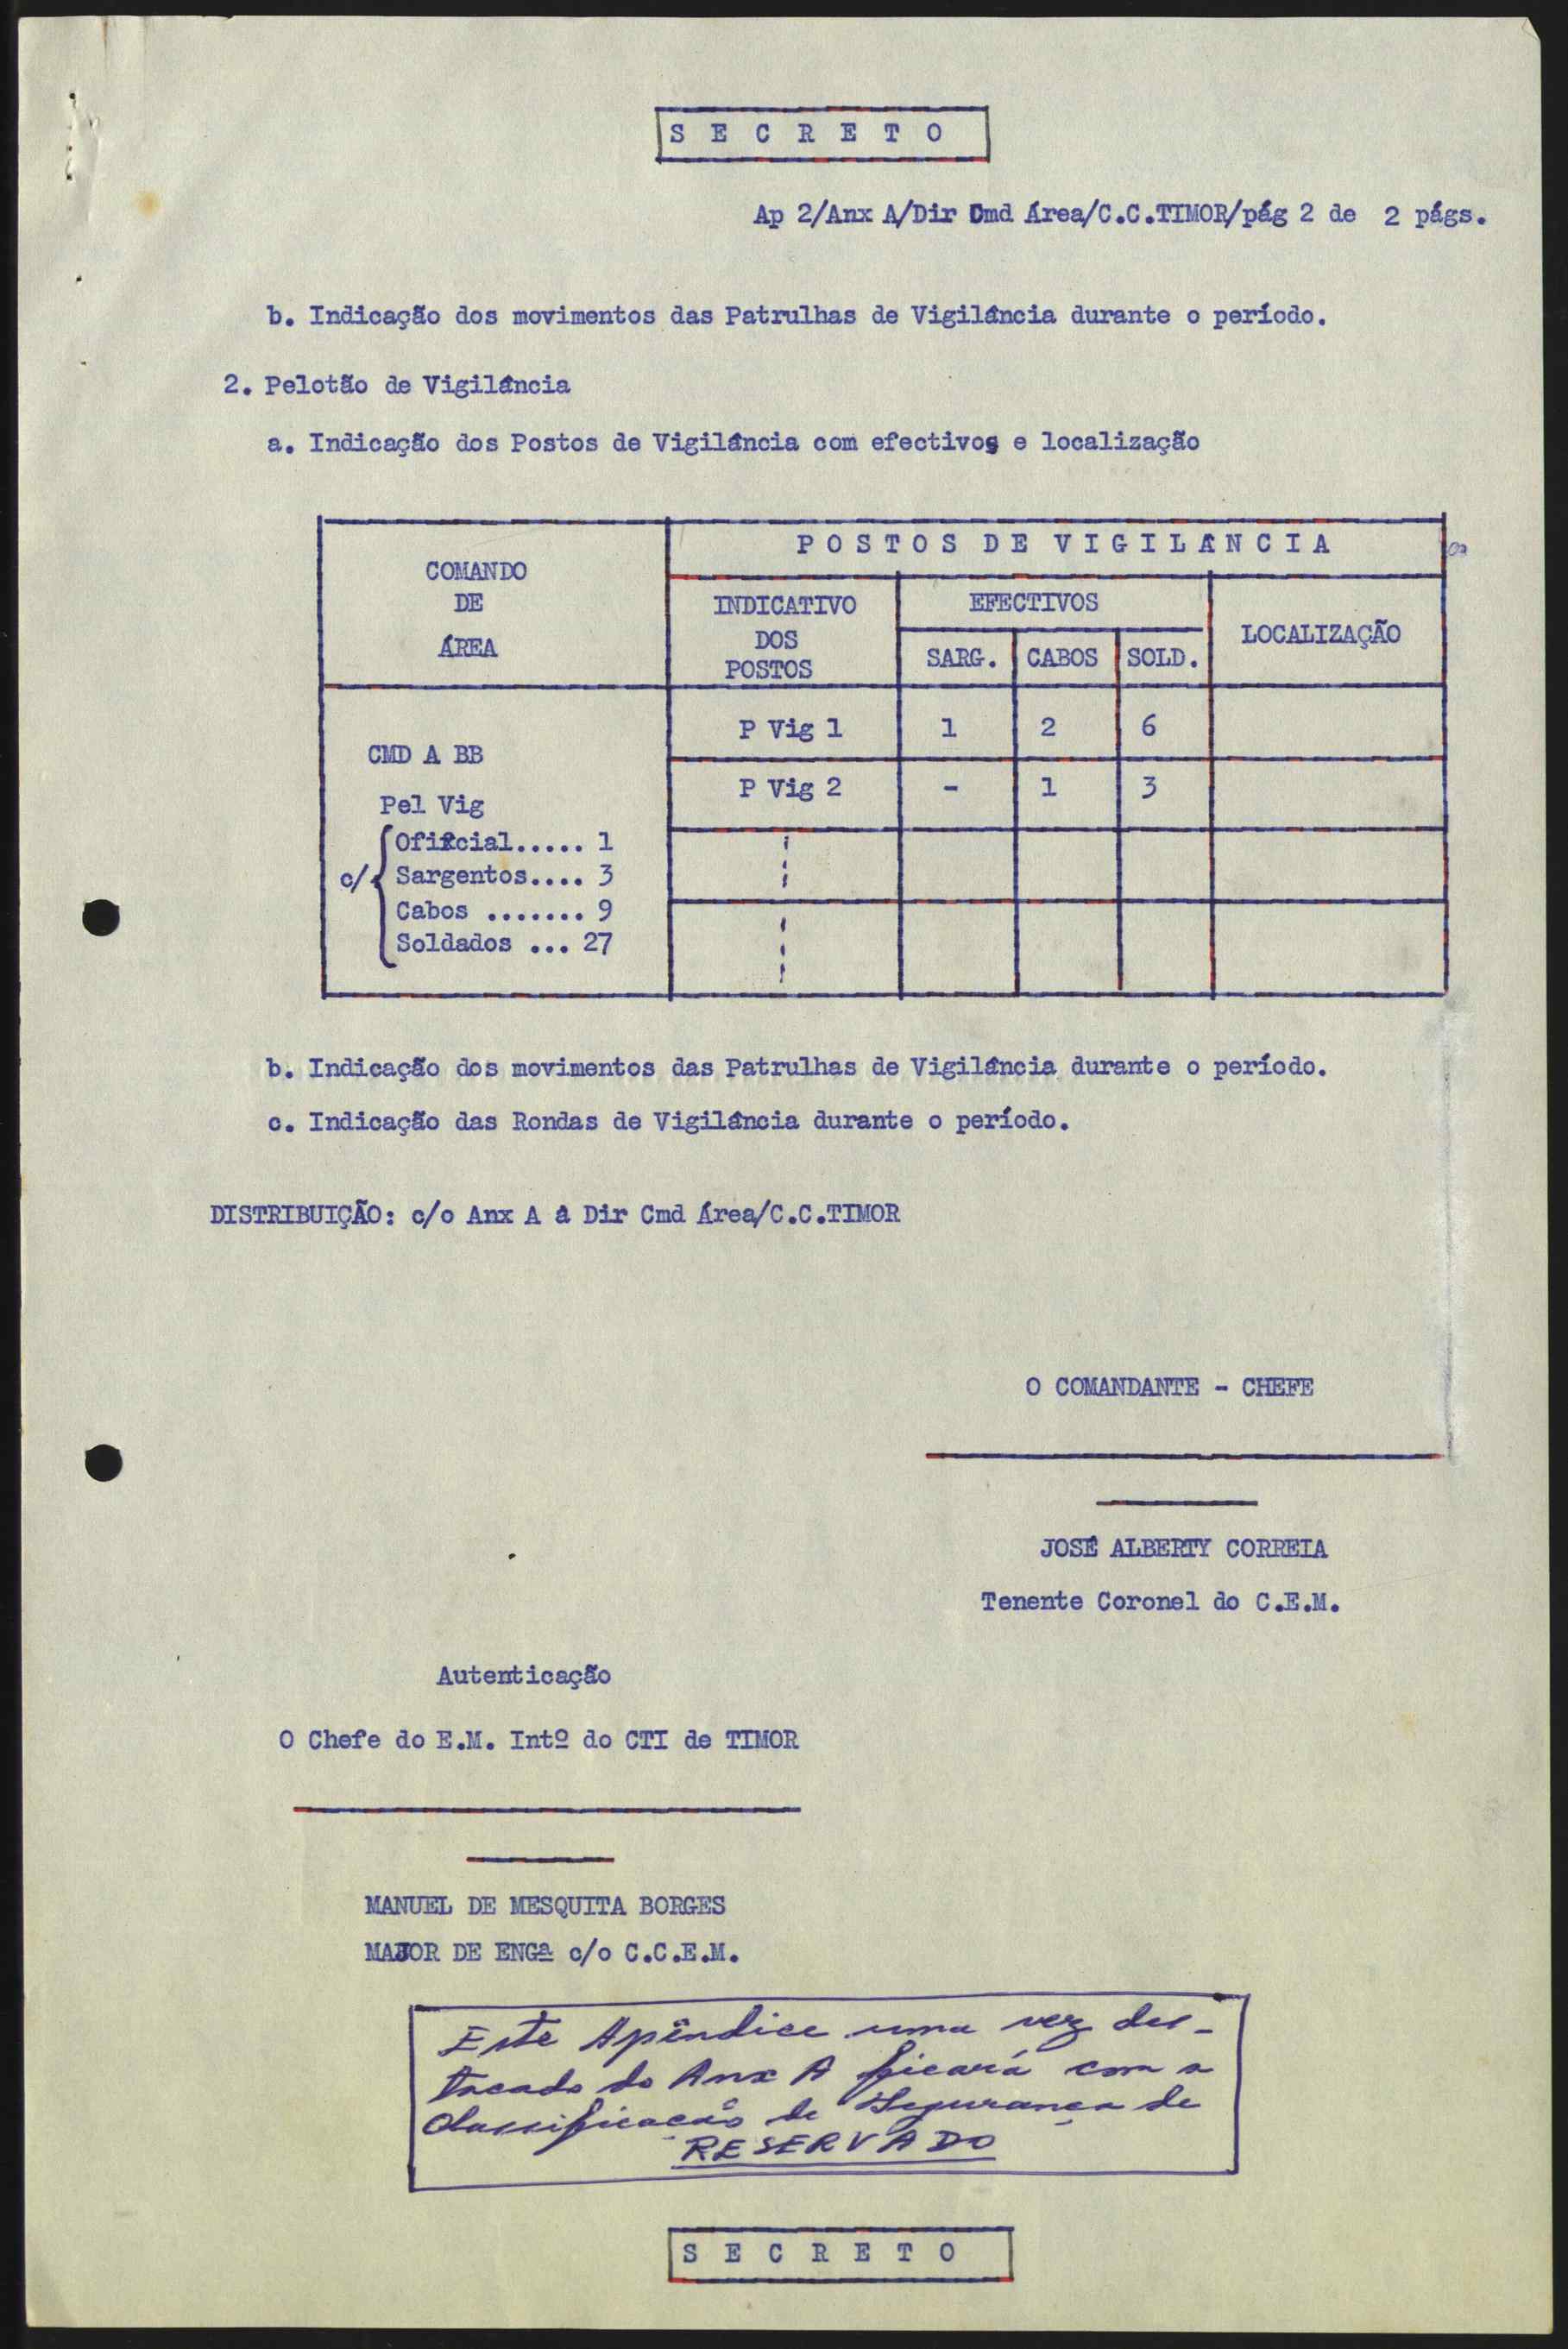 S E C R E T O
Ap 2/Anx A/Dir Cmd Área/C.C.TIMOR/pág 2 de 2 págs.
b. Indicação dos movimentos das Patrulhas de Vigilância durante o período.
2. Pelotão de Vigilância
a. Indicação dos Postos de Vigilância com efectivos e localização
COMANDO
DE
ÁREA
POSTOS DE VIGILÂNCIA
INDICATIVO
DOS
POSTOS
EFECTIVOS
SARG. CABOS SOLD.
LOCALIZAÇÃO
CMD A BB
Pel Vig
c/
Oficial..... 1
Sargentos.... 3
Cabos ....... 9
Soldados ... 27
P Vig 1 1 2 6
P Vig 2 - 1 3
b. Indicação dos movimentos das Patrulhas de Vigilância durante o período.
c. Indicação das Rondas de Vigilância durante o período.
DISTRIBUIÇÃO: c/o Anx A à Dir Cmd Área/C.C.TIMOR
O COMANDANTE - CHEFE
JOSÉ ALBERTY CORREIA
Tenente Coronel do C.E.M.
Autenticação
O Chefe do E.M. Intº do CTI de TIMOR
MANUEL DE MESQUITA BORGES
MAJOR DE ENGª c/o C.C.E.M.
Este Apêndice uma vez des-
tacado do Anx A ficará com a
classificação de Segurança de
RESERVADO
S E C R E T O